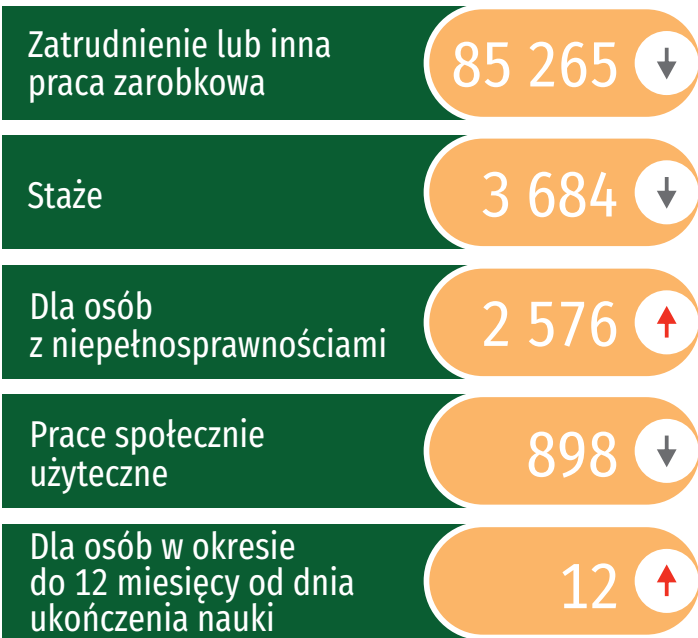 Zatrudnienie lub inna
praca zarobkowa
85 265
Staże
3 684
Dla osób
z niepełnosprawnościami
2 576
Prace społecznie
użyteczne
898
Dla osób w okresie
do 12 miesięcy od dnia
ukończenia nauki
12